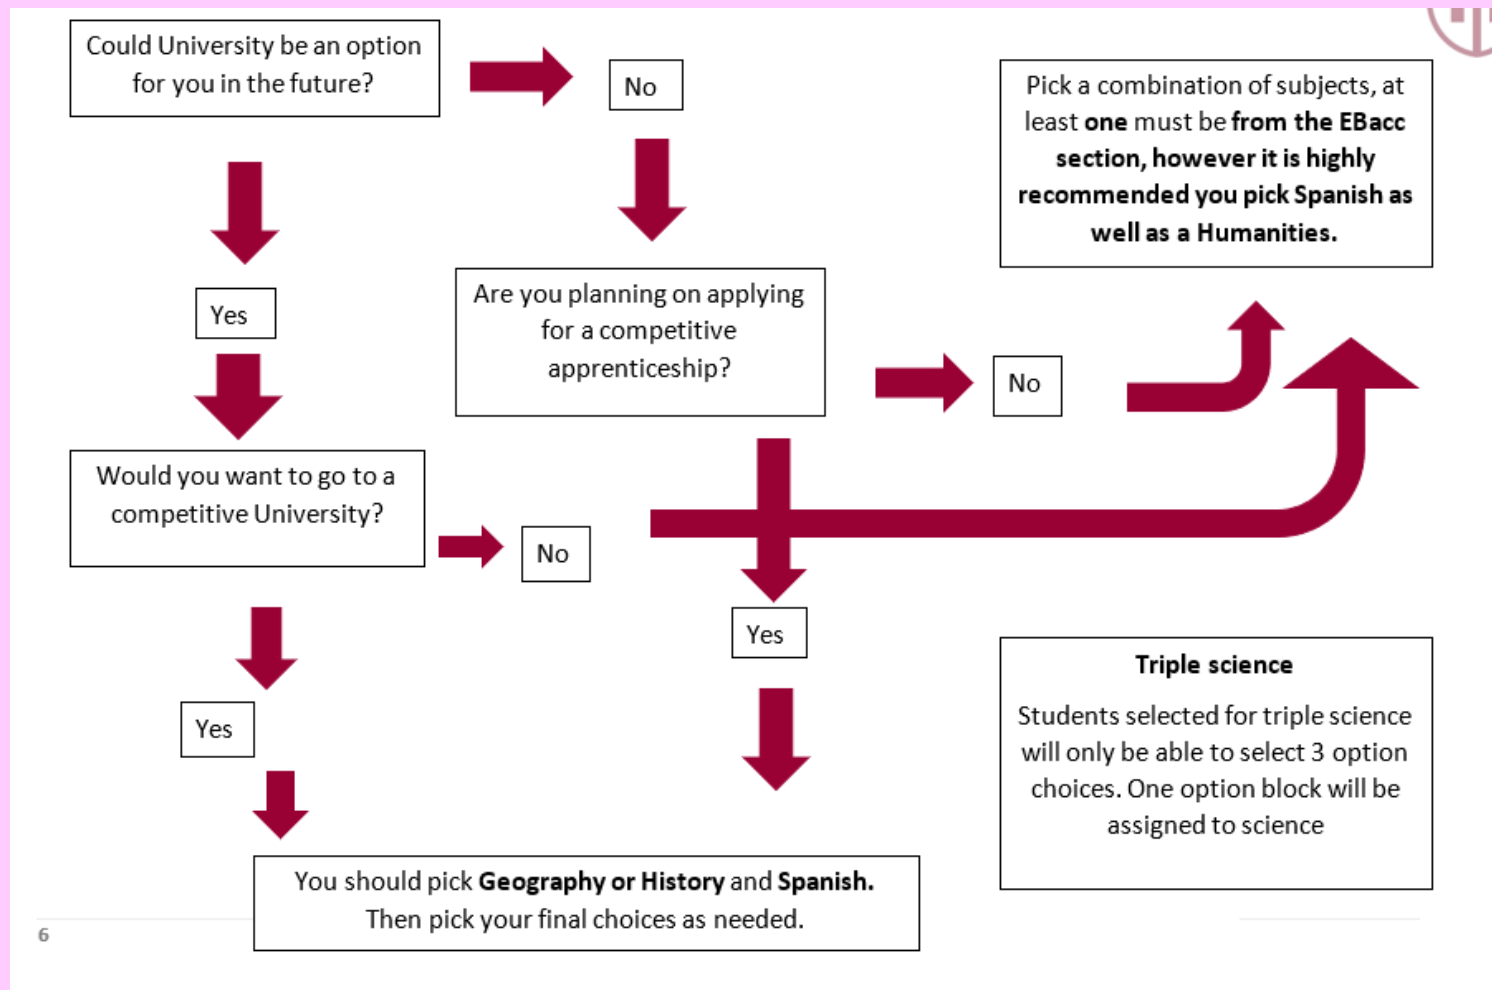 Could University be an option
for you in the future?
No
Pick a combination of subjects, at
least one must be from the EBacc
section, however it is highly
recommended you pick Spanish as
well as a Humanities.
Yes
Are you planning on applying
for a competitive
apprenticeship?
No
Would you want to go to a
competitive University?
No
Yes
Yes
Triple science
Students selected for triple science
will only be able to select 3 option
choices. One option block will be
assigned to science
You should pick Geography or History and Spanish.
Then pick your final choices as needed.
6